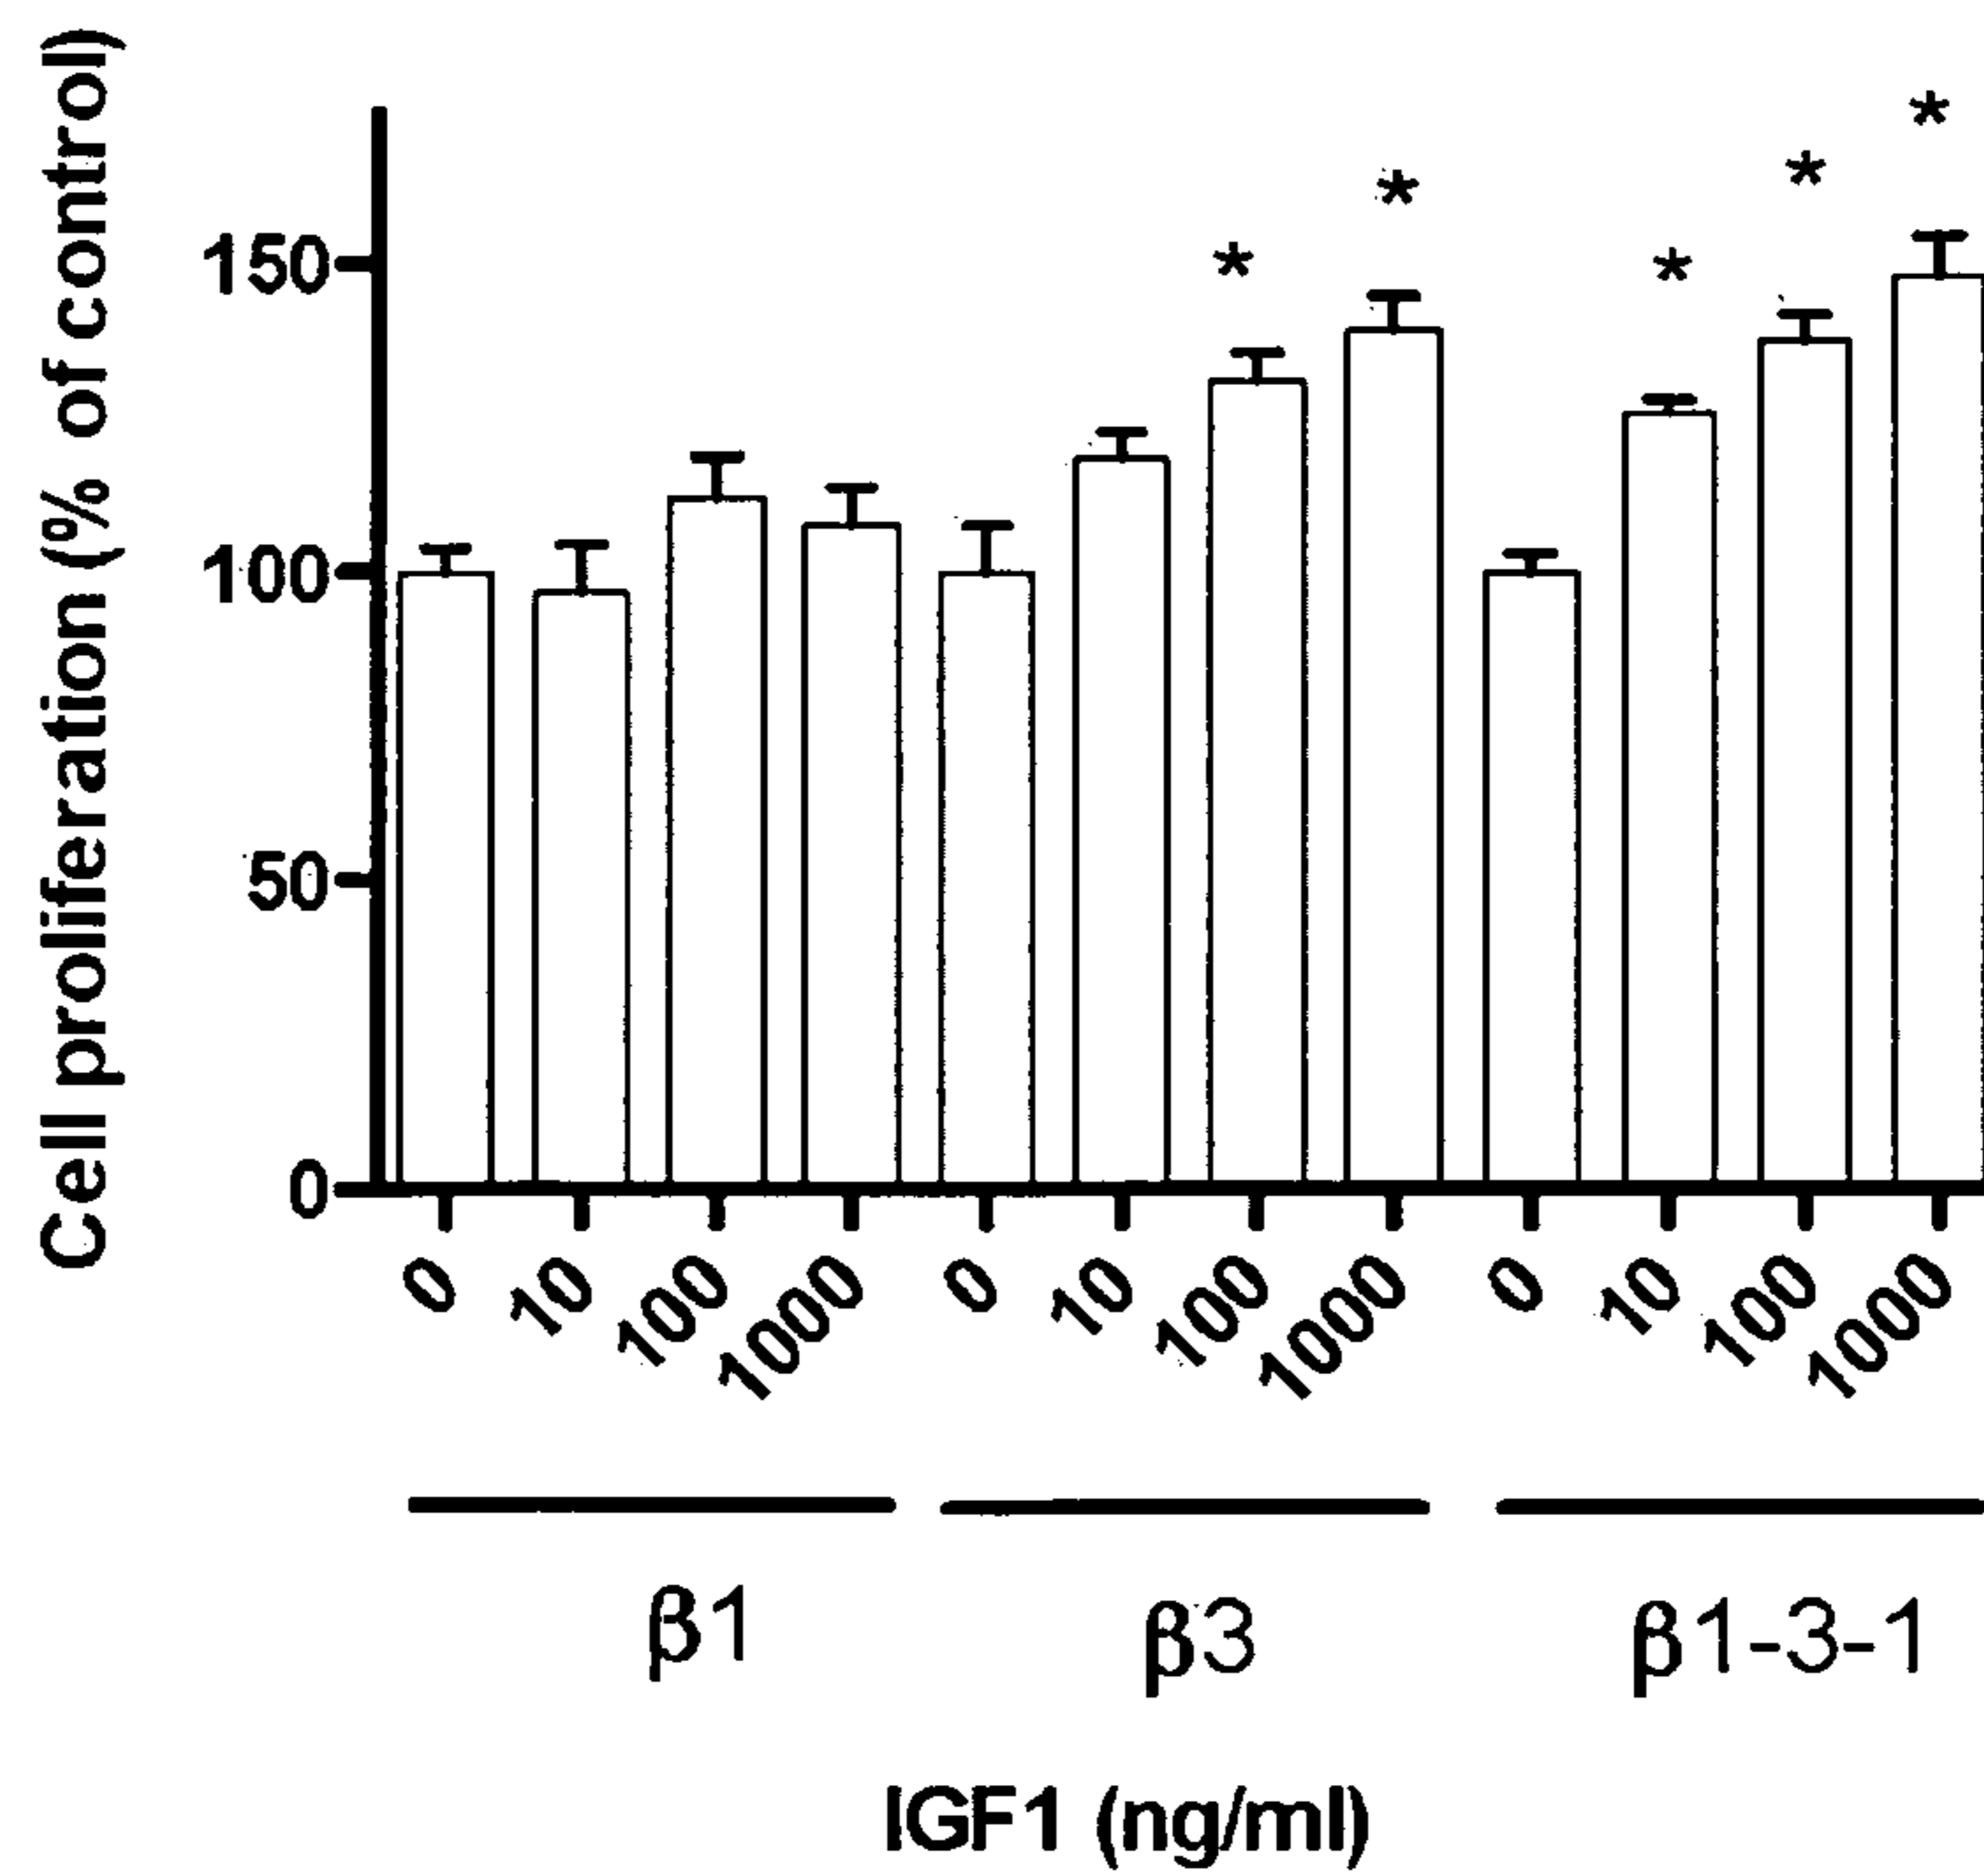 Cell proliferation (% of control)
150
100
50
0
* * * * *
0 10 100 1000 0 10 100 1000 0 10 100 1000
β1 β3 β1-3-1
IGF1 (ng/ml)